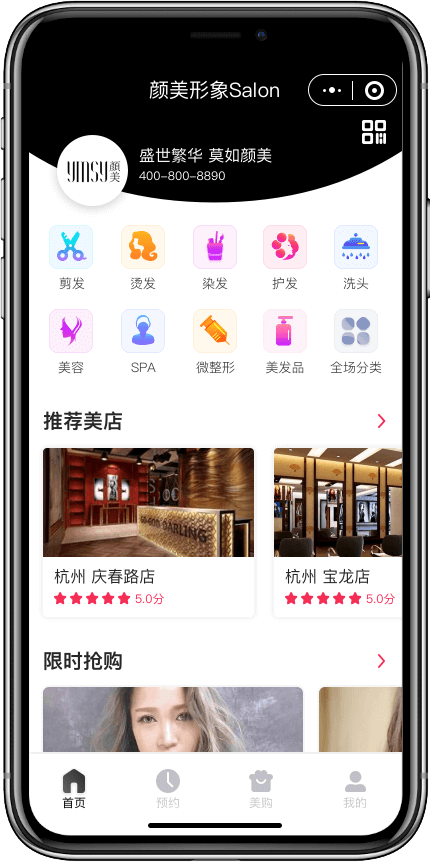 颜美形象Salon
ymsy 颜美
盛世繁华 莫如颜美
400-800-8890
剪发 烫发 染发 护发 洗头
美容 SPA 微整形 美发品 全场分类
推荐美店
DARLING
杭州 庆春路店 杭州 宝龙店
5.0分 5.0分
限时抢购
首页 预约 美购 我的